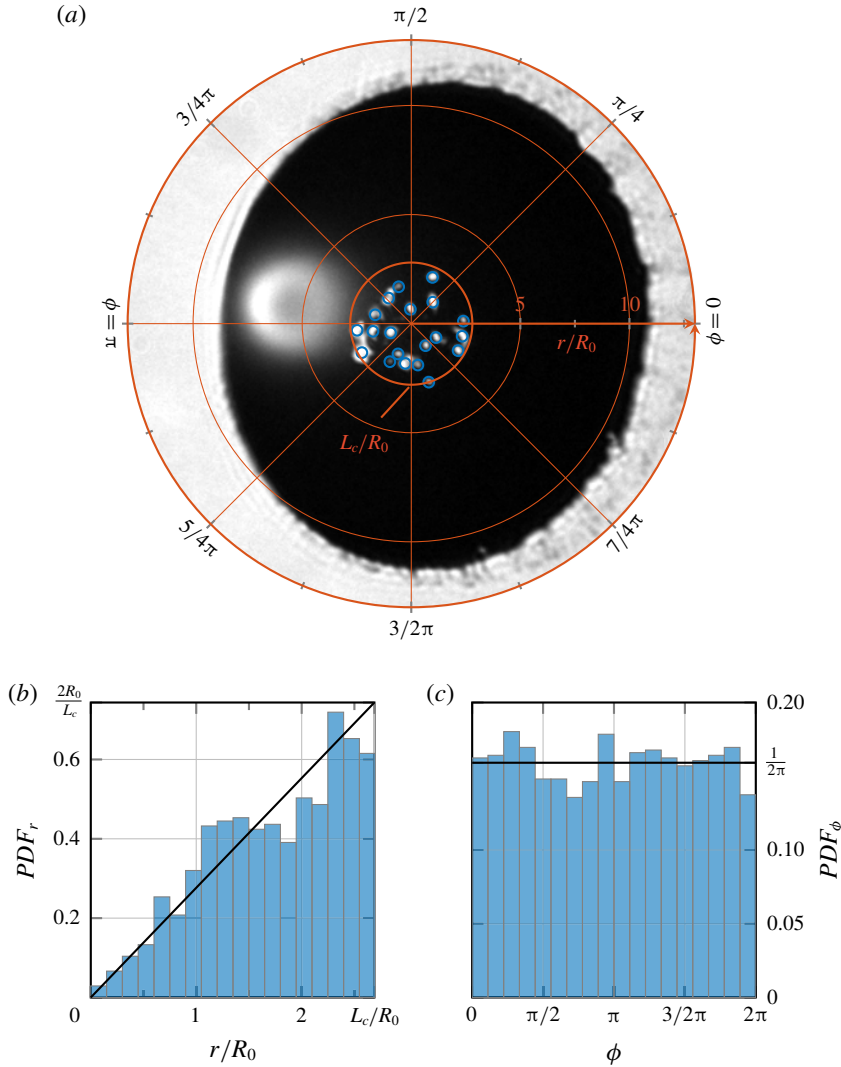 (a)
π/2
3/4π
π/4
5
10
ϕ = π
ϕ = 0
r/R0
Lc/R0
5/4π
7/4π
3/2π
(b)
2R0/Lc
0.6
0.4
0.2
0
1
2
Lc/R0
PDFr
r/R0
(c)
0.20
1/2π
0.10
0.05
0
PDFϕ
0
π/2
π
3/2π
2π
ϕ